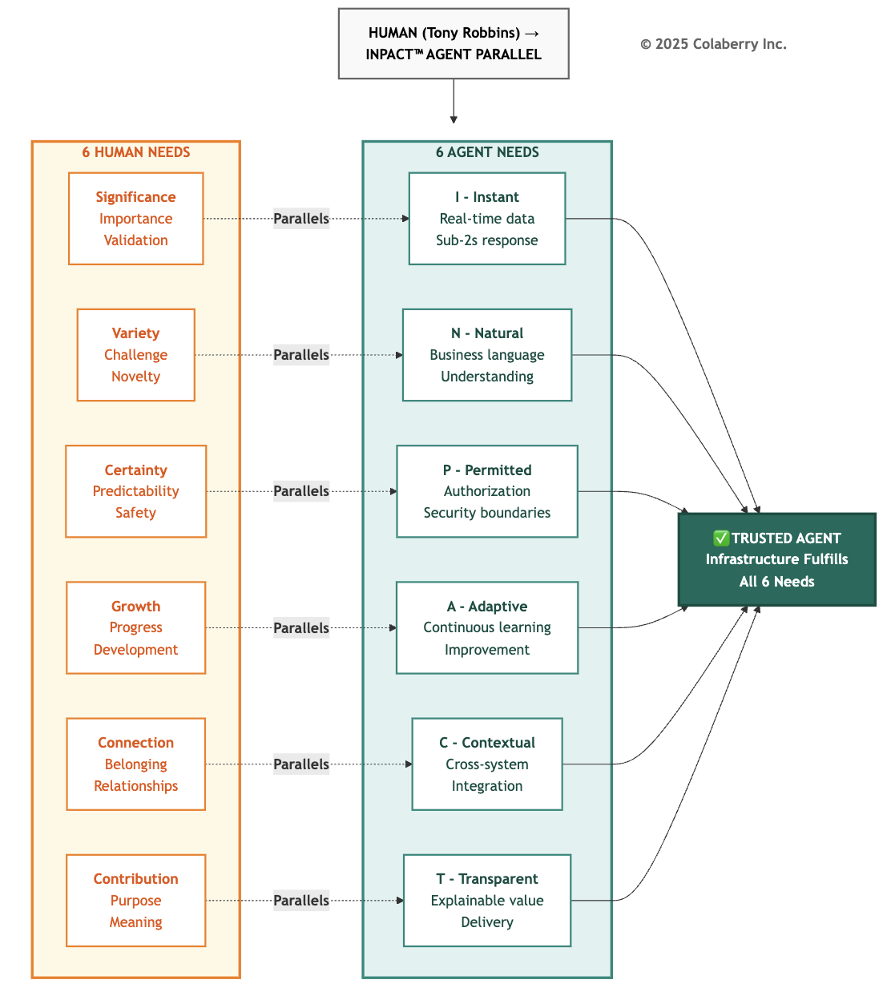 HUMAN (Tony Robbins) →
INPACT™ AGENT PARALLEL
© 2025 Colaberry Inc.
6 HUMAN NEEDS
6 AGENT NEEDS
Significance
Importance
Validation
Parallels
I - Instant
Real-time data
Sub-2s response
Variety
Challenge
Novelty
Parallels
N - Natural
Business language
Understanding
Certainty
Predictability
Safety
Parallels
P - Permitted
Authorization
Security boundaries
✅ TRUSTED AGENT
Infrastructure Fulfills
All 6 Needs
Growth
Progress
Development
Parallels
A - Adaptive
Continuous learning
Improvement
Connection
Belonging
Relationships
Parallels
C - Contextual
Cross-system
Integration
Contribution
Purpose
Meaning
Parallels
T - Transparent
Explainable value
Delivery